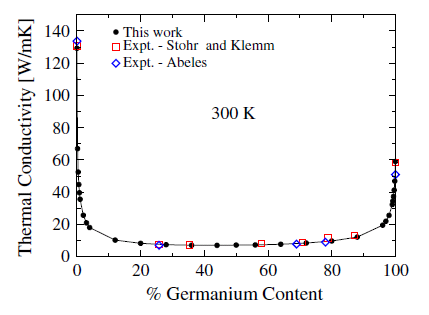 This work
Expt. - Stohr and Klemm
Expt. - Abeles
300 K
Thermal Conductivity [W/mK]
140
120
100
80
60
40
20
0
0 20 40 60 80 100
% Germanium Content